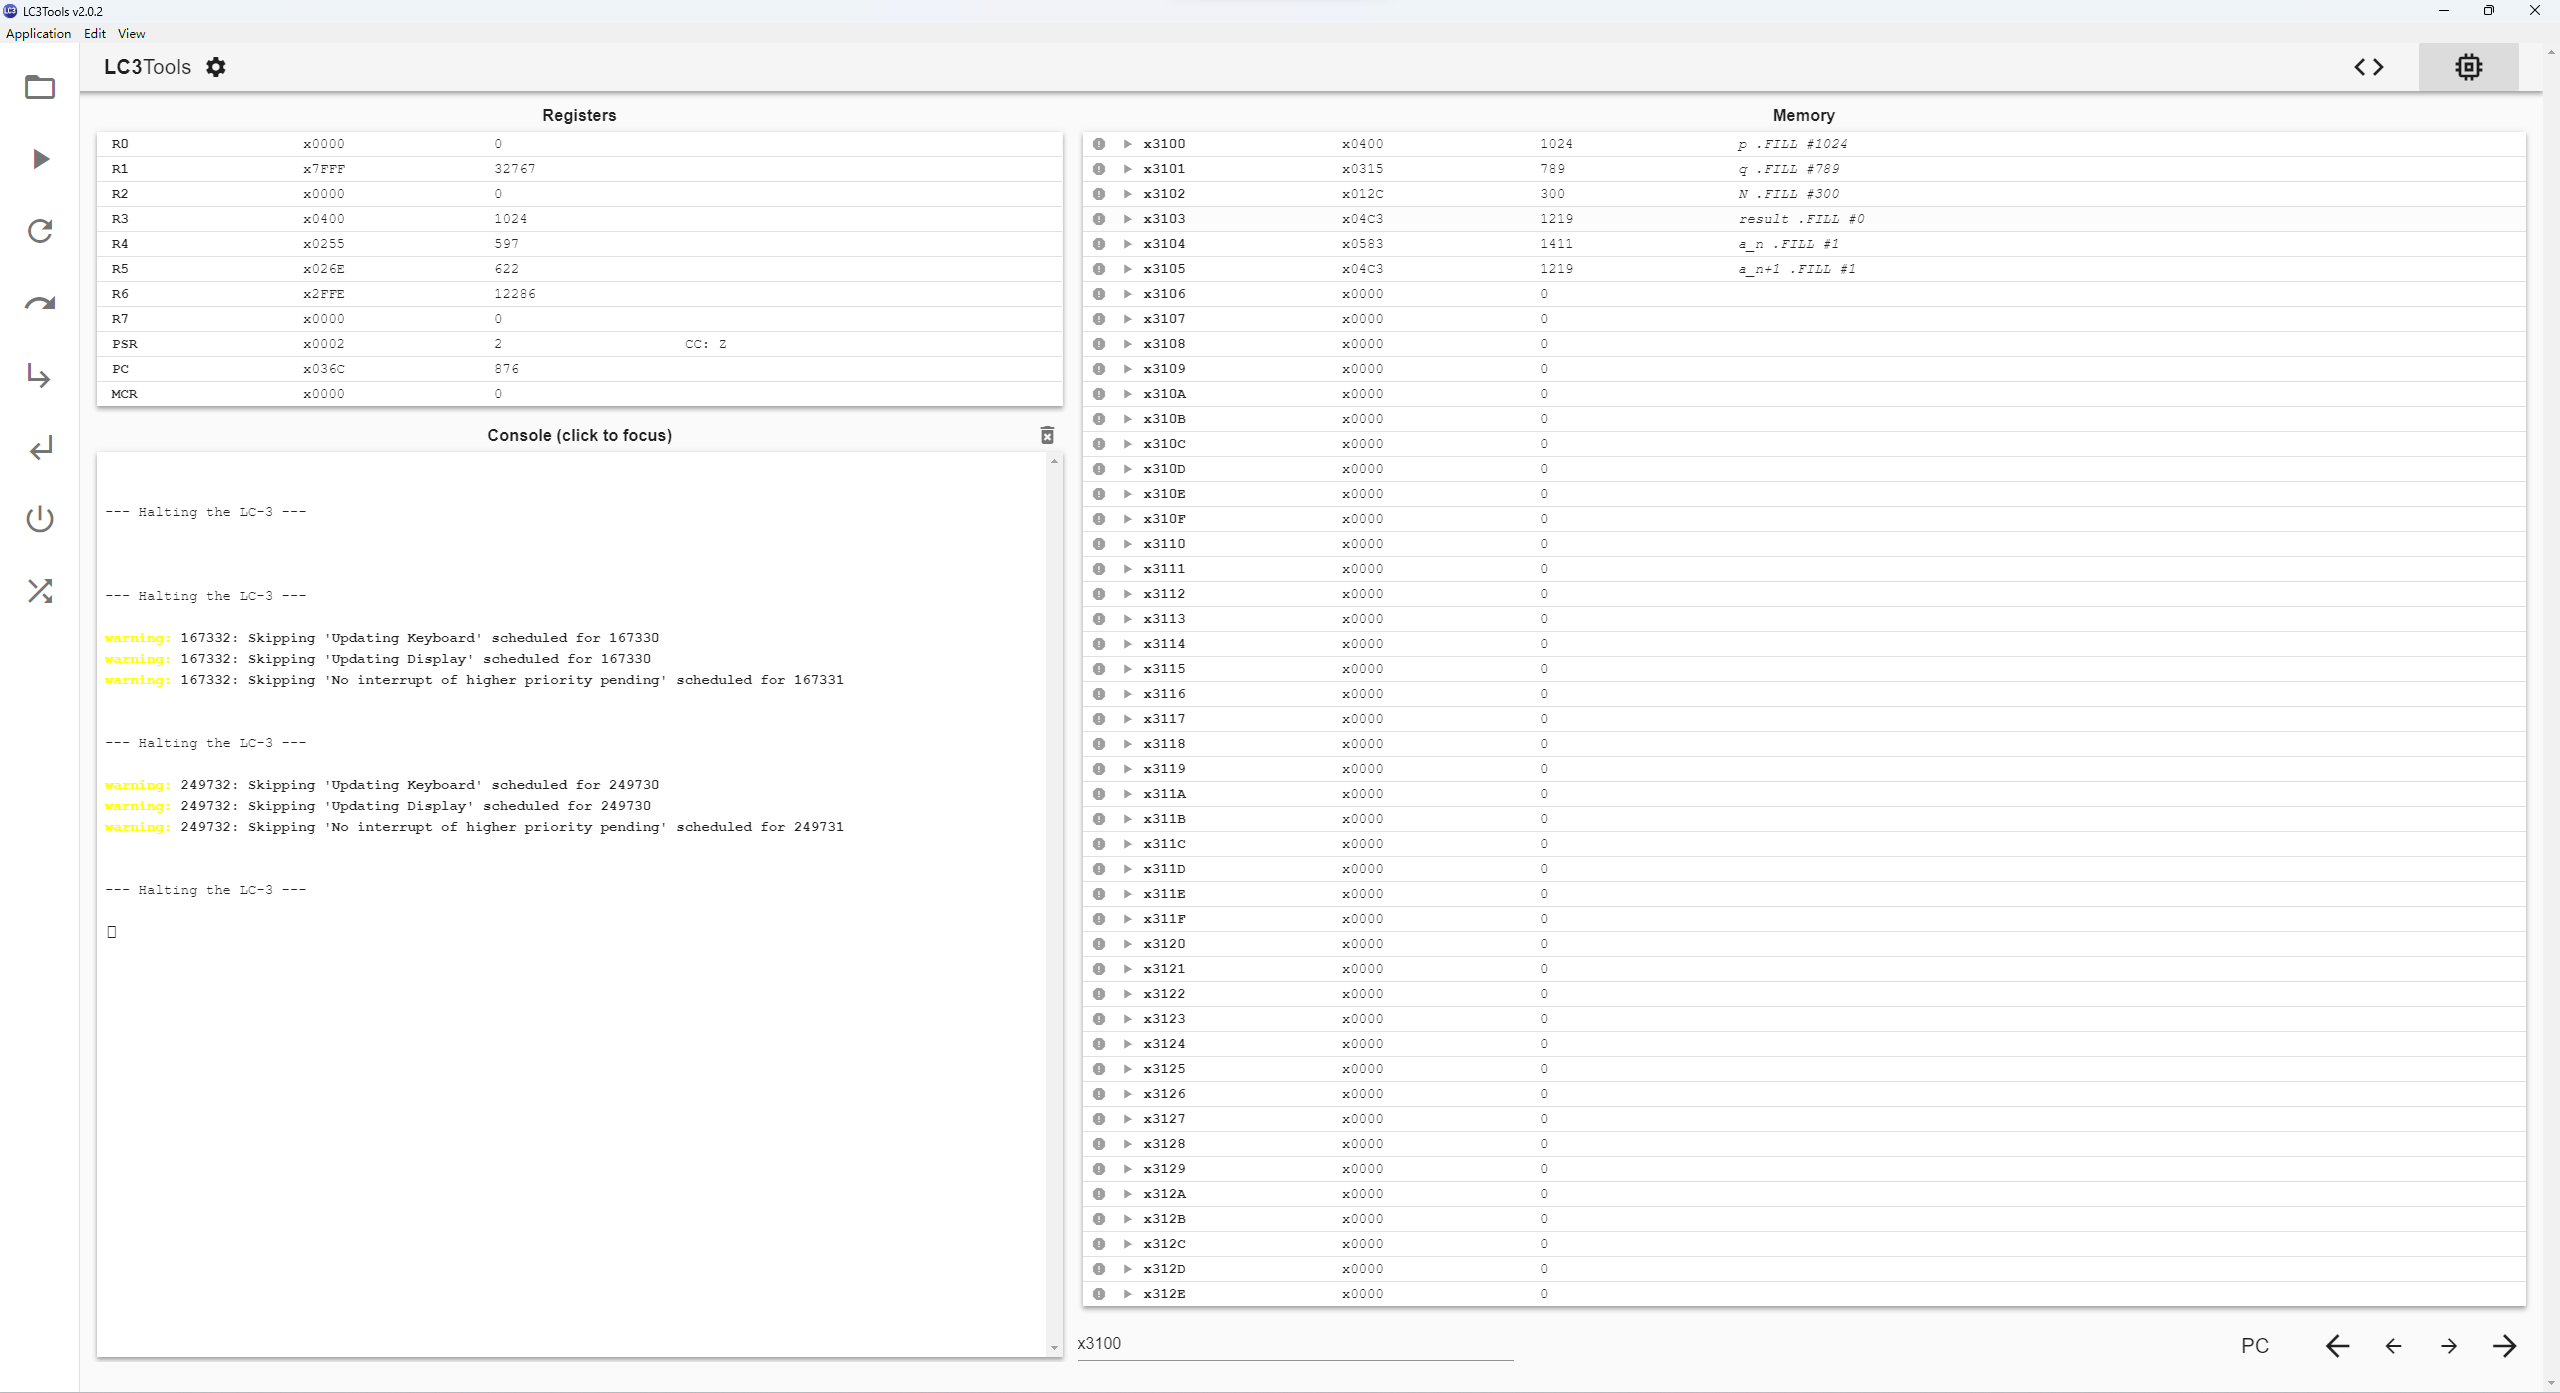 LC3Tools v2.0.2
Application Edit View
LC3Tools
Registers
R0 x0000 0
R1 x7FFF 32767
R2 x0000 0
R3 x0400 1024
R4 x0255 597
R5 x026E 622
R6 x2FFE 12286
R7 x0000 0
PSR x0002 2 CC: Z
PC x036C 876
MCR x0000 0
Console (click to focus)
--- Halting the LC-3 ---
--- Halting the LC-3 ---
warning: 167332: Skipping 'Updating Keyboard' scheduled for 167330
warning: 167332: Skipping 'Updating Display' scheduled for 167330
warning: 167332: Skipping 'No interrupt of higher priority pending' scheduled for 167331
--- Halting the LC-3 ---
warning: 249732: Skipping 'Updating Keyboard' scheduled for 249730
warning: 249732: Skipping 'Updating Display' scheduled for 249730
warning: 249732: Skipping 'No interrupt of higher priority pending' scheduled for 249731
--- Halting the LC-3 ---
Memory
x3100 x0400 1024 p .FILL #1024
x3101 x0315 789 q .FILL #789
x3102 x012C 300 N .FILL #300
x3103 x04C3 1219 result .FILL #0
x3104 x0583 1411 a_n .FILL #1
x3105 x04C3 1219 a_n+1 .FILL #1
x3106 x0000 0
x3107 x0000 0
x3108 x0000 0
x3109 x0000 0
x310A x0000 0
x310B x0000 0
x310C x0000 0
x310D x0000 0
x310E x0000 0
x310F x0000 0
x3110 x0000 0
x3111 x0000 0
x3112 x0000 0
x3113 x0000 0
x3114 x0000 0
x3115 x0000 0
x3116 x0000 0
x3117 x0000 0
x3118 x0000 0
x3119 x0000 0
x311A x0000 0
x311B x0000 0
x311C x0000 0
x311D x0000 0
x311E x0000 0
x311F x0000 0
x3120 x0000 0
x3121 x0000 0
x3122 x0000 0
x3123 x0000 0
x3124 x0000 0
x3125 x0000 0
x3126 x0000 0
x3127 x0000 0
x3128 x0000 0
x3129 x0000 0
x312A x0000 0
x312B x0000 0
x312C x0000 0
x312D x0000 0
x312E x0000 0
x3100
PC